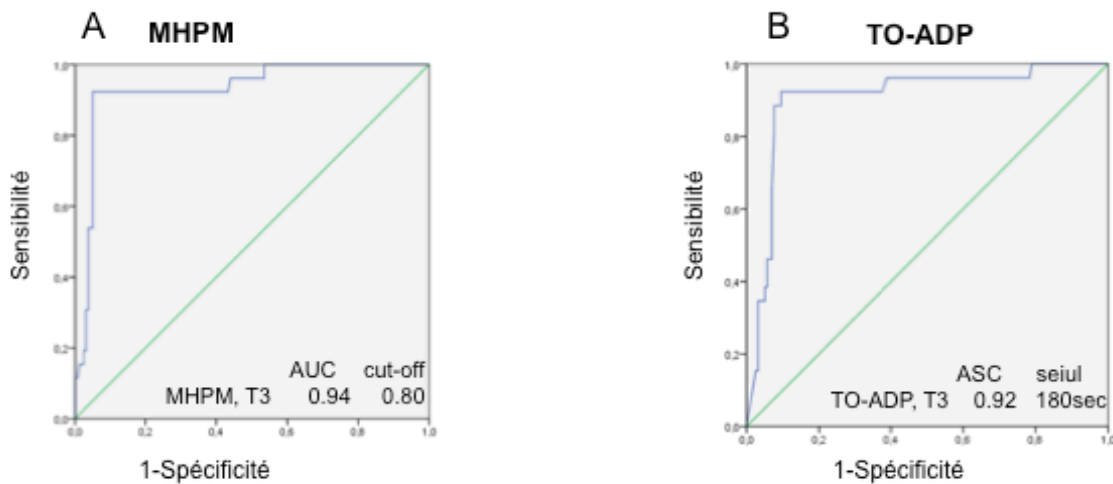 A MHPM
1,0
0,8
0,6
0,4
0,2
0,0
Sensibilité
AUC cut-off
MHPM, T3 0.94 0.80
0,0 0,2 0,4 0,6 0,8 1,0
1-Spécificité
B TO-ADP
1,0
0,8
0,6
0,4
0,2
0,0
Sensibilité
ASC seiul
TO-ADP, T3 0.92 180sec
0,0 0,2 0,4 0,6 0,8 1,0
1-Spécificité